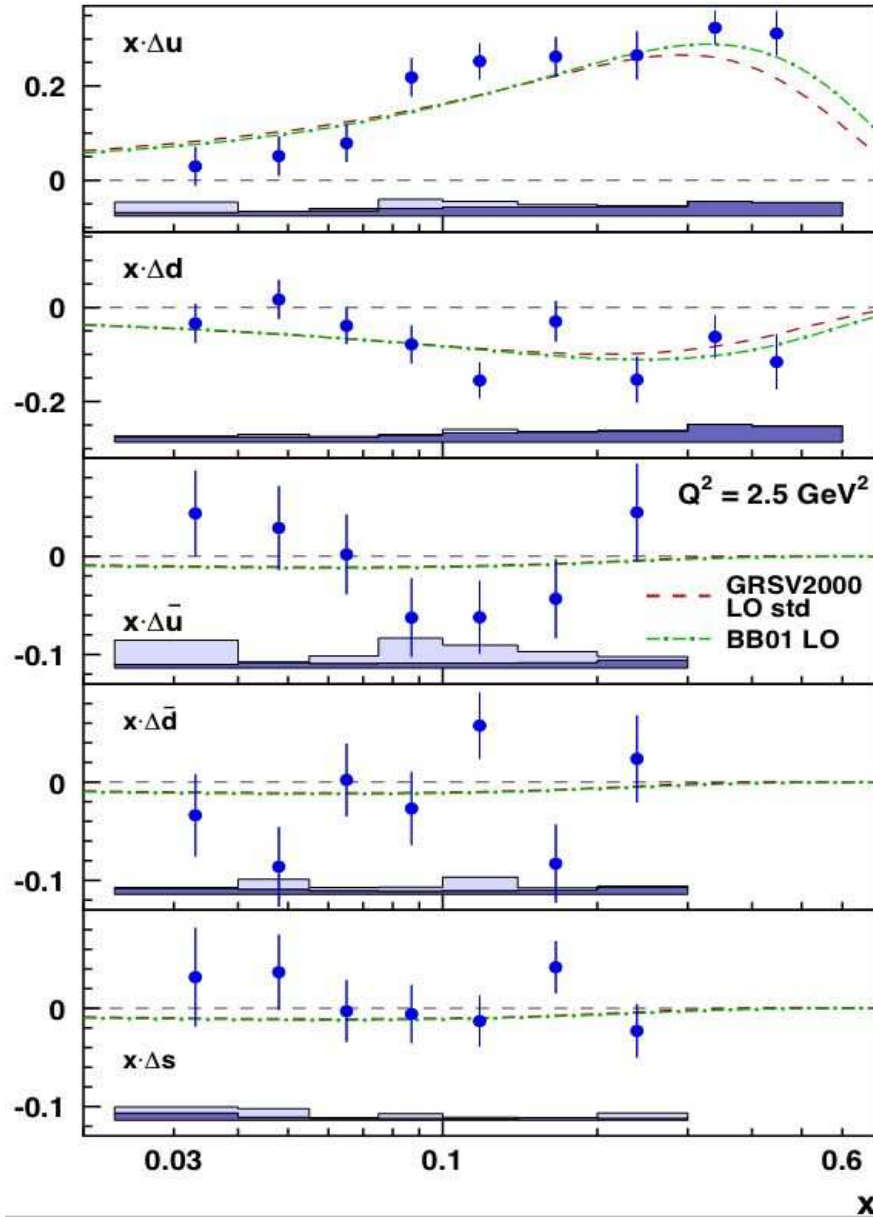 x·Δu
0.2
0
x·Δd
0
-0.2
Q² = 2.5 GeV²
0
GRSV2000
LO std
x·Δū
BB01 LO
-0.1
x·Δd̄
0
-0.1
0
x·Δs
-0.1
0.03 0.1 0.6
x